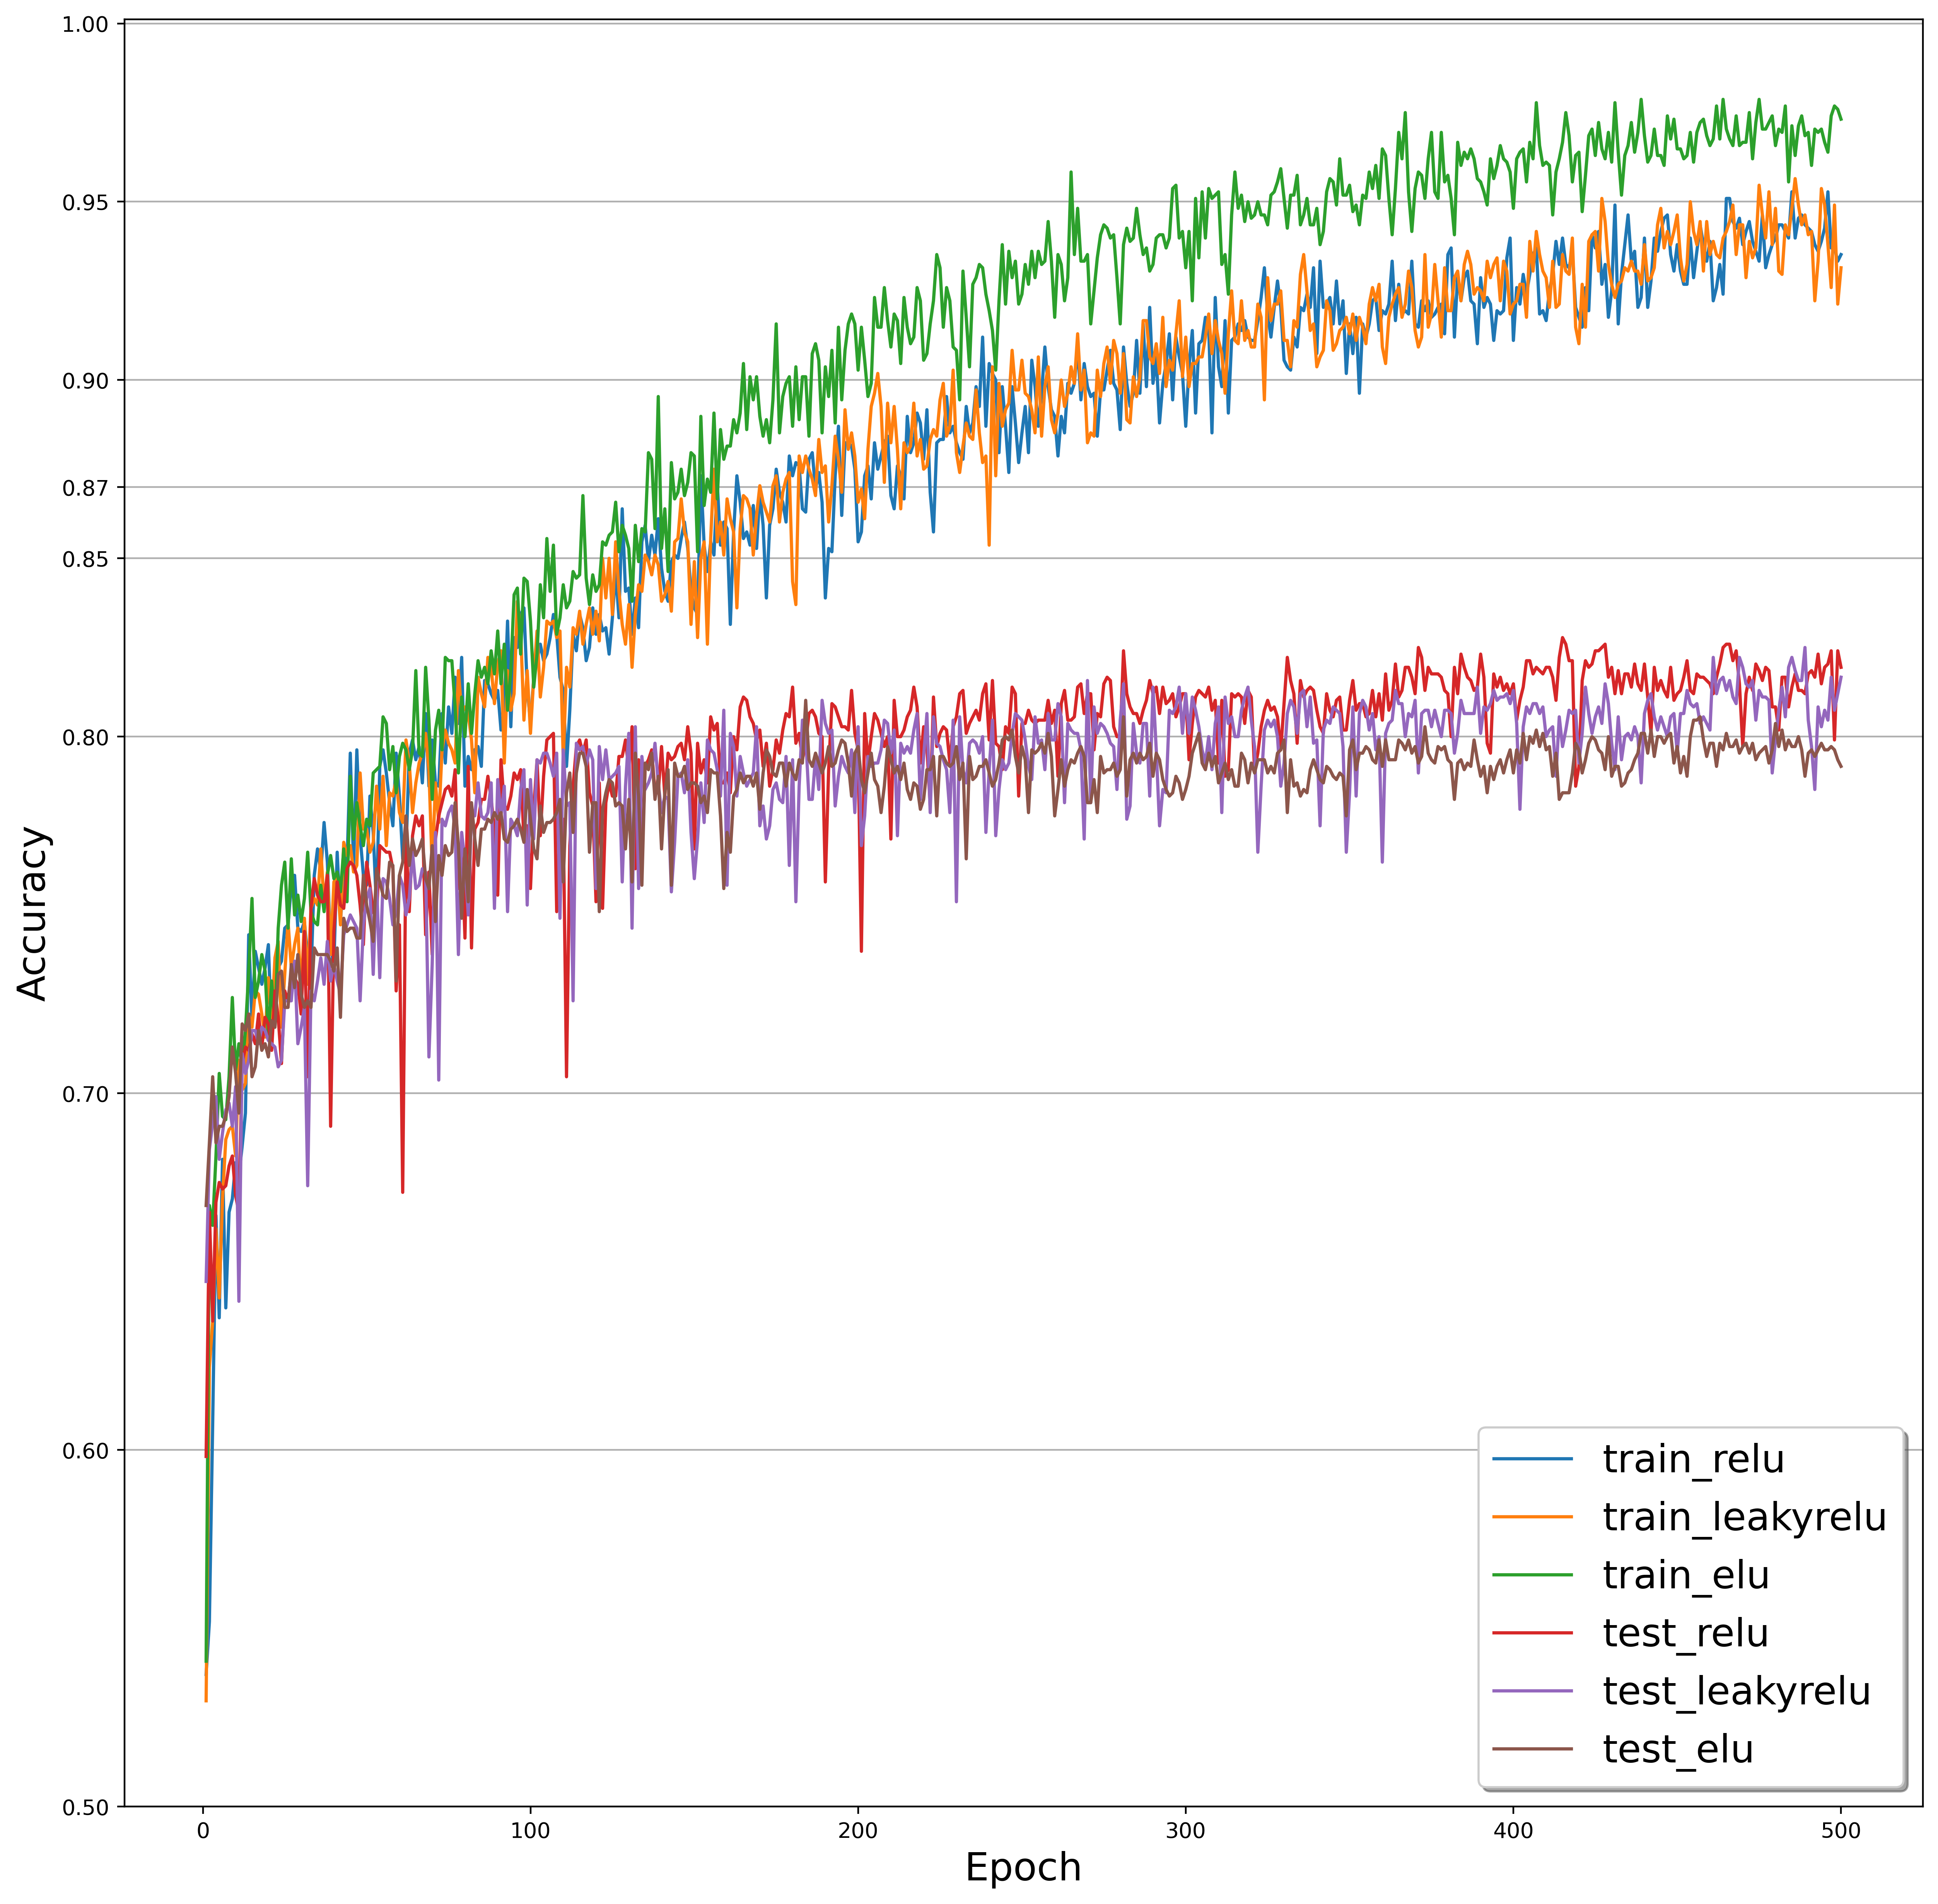 1.00
0.95
0.90
0.87
0.85
0.80
0.70
0.60
0.50
Accuracy
0
100
200
300
400
500
Epoch
train_relu
train_leakyrelu
train_elu
test_relu
test_leakyrelu
test_elu